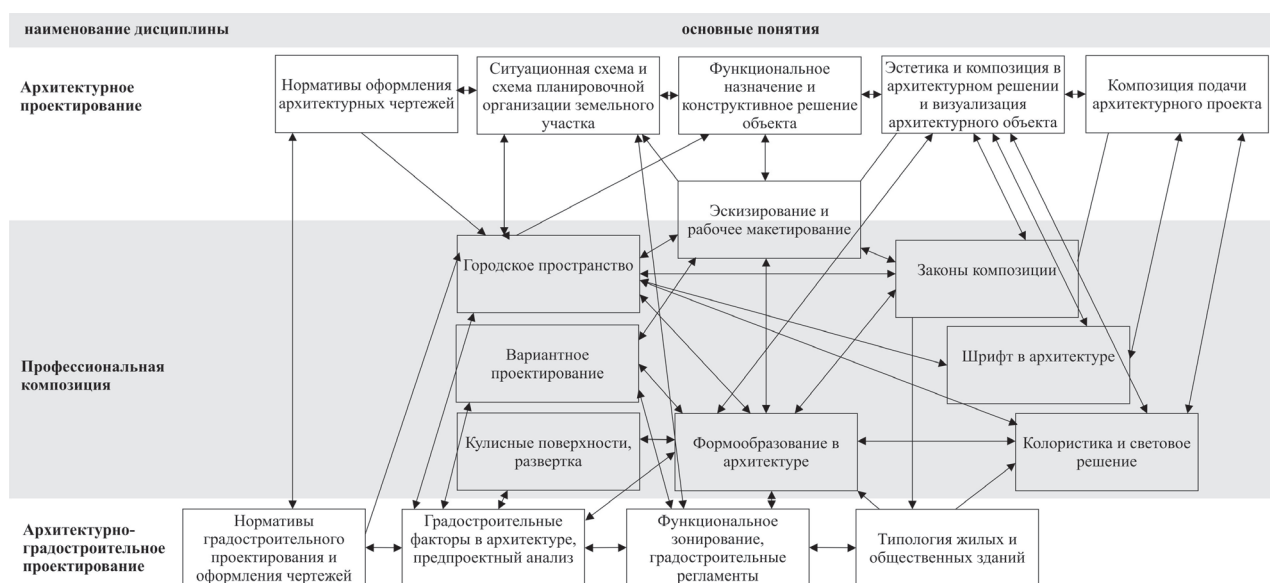 наименование дисциплины
основные понятия
Архитектурное
проектирование
Нормативы оформления
архитектурных чертежей
Ситуационная схема и
схема планировочной
организации земельного
участка
Функциональное
назначение и
конструктивное решение
объекта
Эстетика и композиция в
архитектурном решении
и визуализация
архитектурного объекта
Композиция подачи
архитектурного проекта
Эскизирование и
рабочее макетирование
Профессиональная
композиция
Городское пространство
Законы композиции
Вариантное
проектирование
Шрифт в архитектуре
Кулисные поверхности,
развертка
Формообразование в
архитектуре
Колористика и световое
решение
Архитектурно-
градостроительное
проектирование
Нормативы
градостроительного
проектирования и
оформления чертежей
Градостроительные
факторы в архитектуре,
предпроектный анализ
Функциональное
зонирование,
градостроительные
регламенты
Типология жилых и
общественных зданий